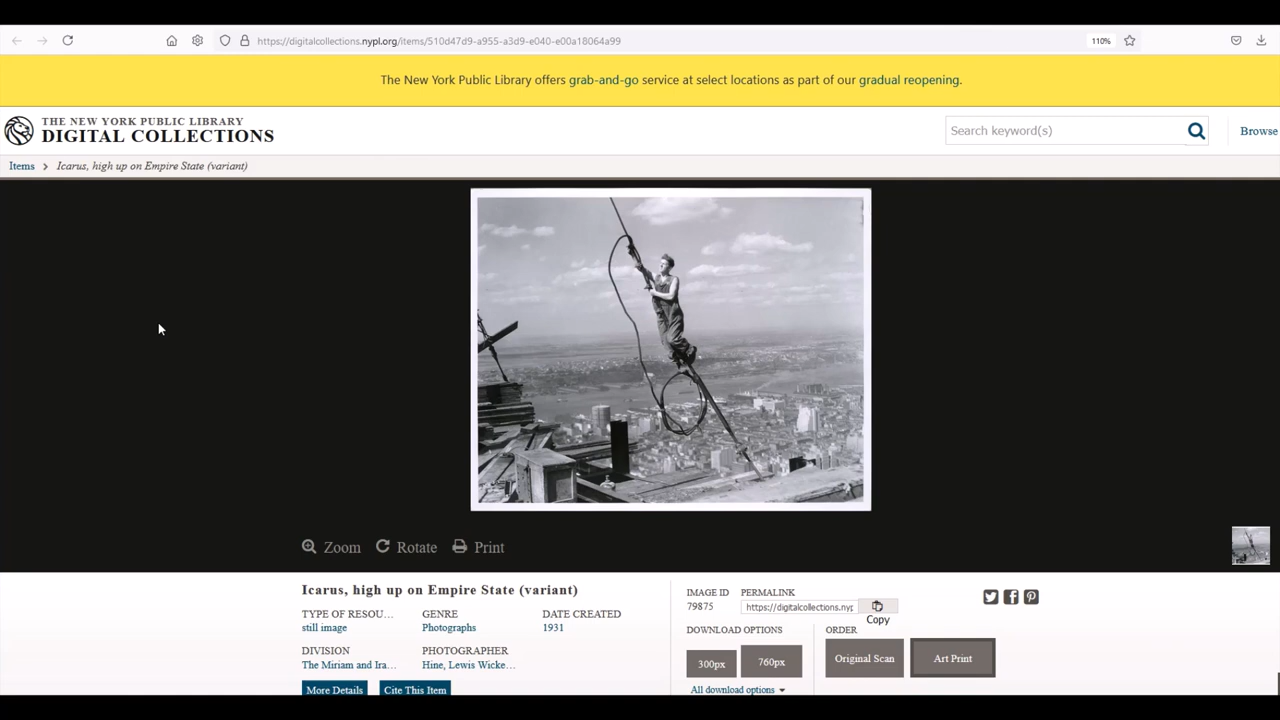 https://digitalcollections.nypl.org/items/510d47d9-a955-a3d9-e040-e00a18064a99
110%
The New York Public Library offers grab-and-go service at select locations as part of our gradual reopening.
THE NEW YORK PUBLIC LIBRARY
DIGITAL COLLECTIONS
Search keyword(s)
Browse
Items > Icarus, high up on Empire State (variant)
Zoom Rotate Print
Icarus, high up on Empire State (variant)
TYPE OF RESOU... GENRE DATE CREATED
still image Photographs 1931
DIVISION PHOTOGRAPHER
The Miriam and Ira... Hine, Lewis Wicke...
More Details Cite This Item
IMAGE ID PERMALINK
79875 https://digitalcollections.nyp
Copy
DOWNLOAD OPTIONS ORDER
300px 760px Original Scan Art Print
All download options